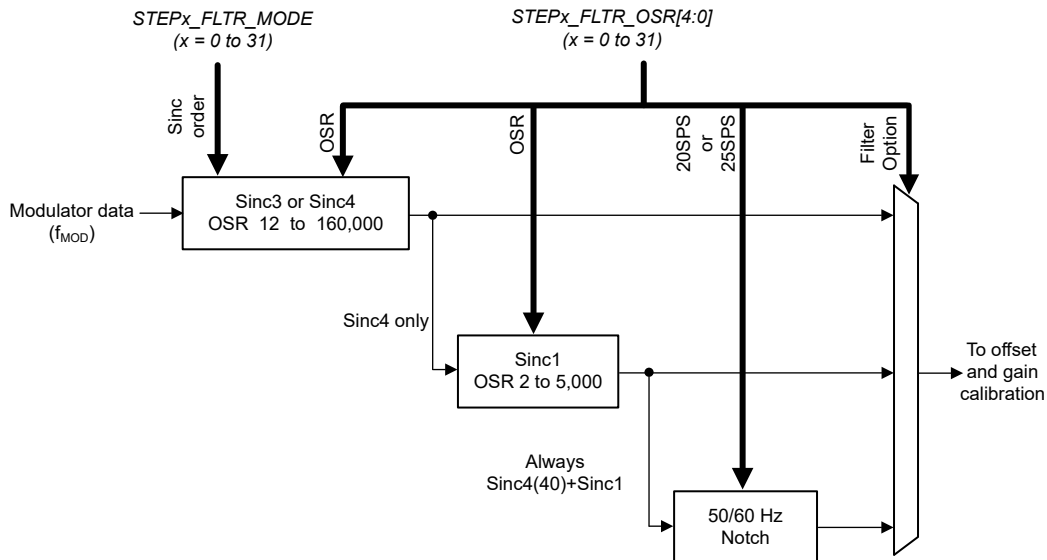 STEPx_FLTR_MODE
(x = 0 to 31)
STEPx_FLTR_OSR[4:0]
(x = 0 to 31)
Sinc
order
OSR
OSR
20SPS
or
25SPS
Filter
Option
Modulator data
(fMOD)
Sinc3 or Sinc4
OSR 12 to 160,000
Sinc4 only
Sinc1
OSR 2 to 5,000
To offset
and gain
calibration
Always
Sinc4(40)+Sinc1
50/60 Hz
Notch